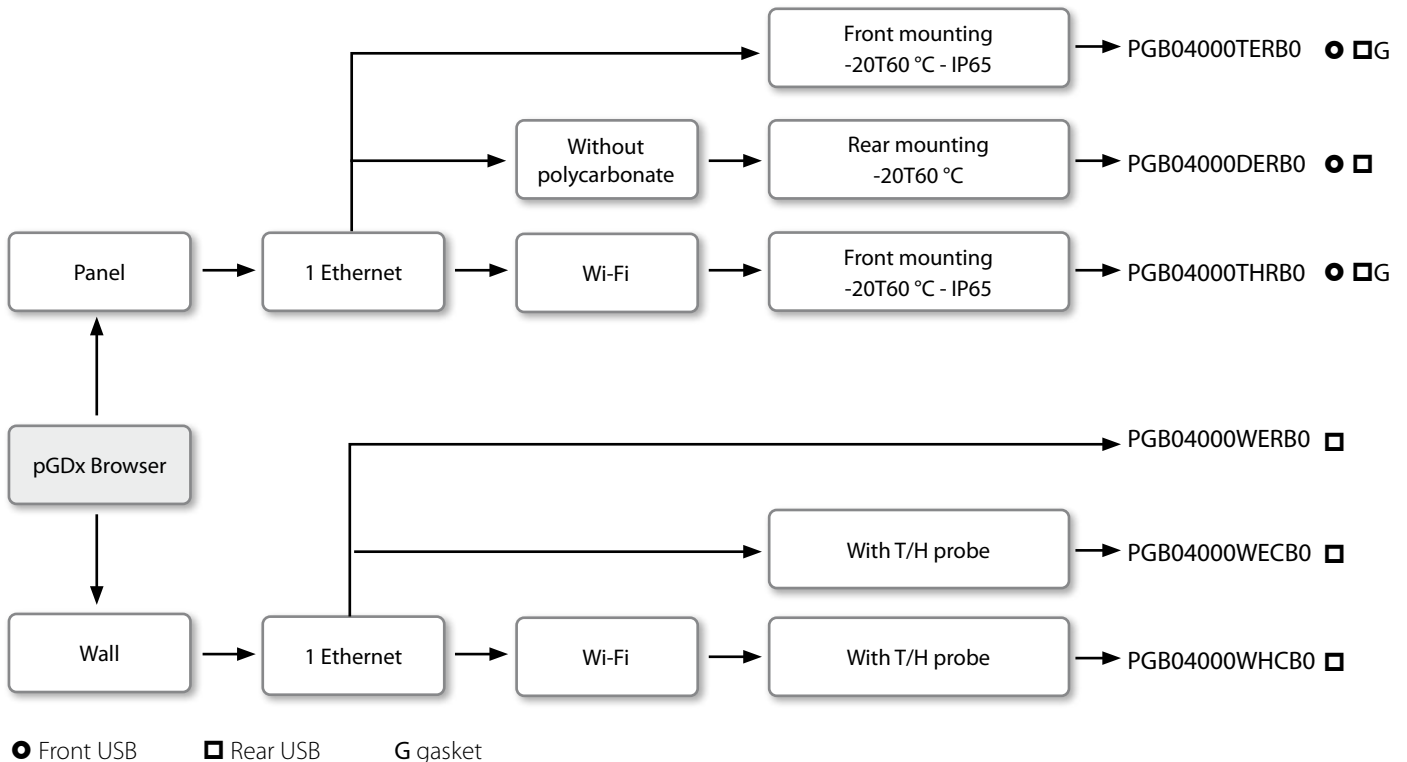 Front mounting
-20T60 °C - IP65
PGB04000TERB0 G
Without
polycarbonate
Rear mounting
-20T60 °C
PGB04000DERB0
Panel
1 Ethernet
Wi-Fi
Front mounting
-20T60 °C - IP65
PGB04000THRB0 G
pGDx Browser
PGB04000WERB0
With T/H probe
PGB04000WECB0
Wall
1 Ethernet
Wi-Fi
With T/H probe
PGB04000WHCB0
Front USB
Rear USB
G gasket